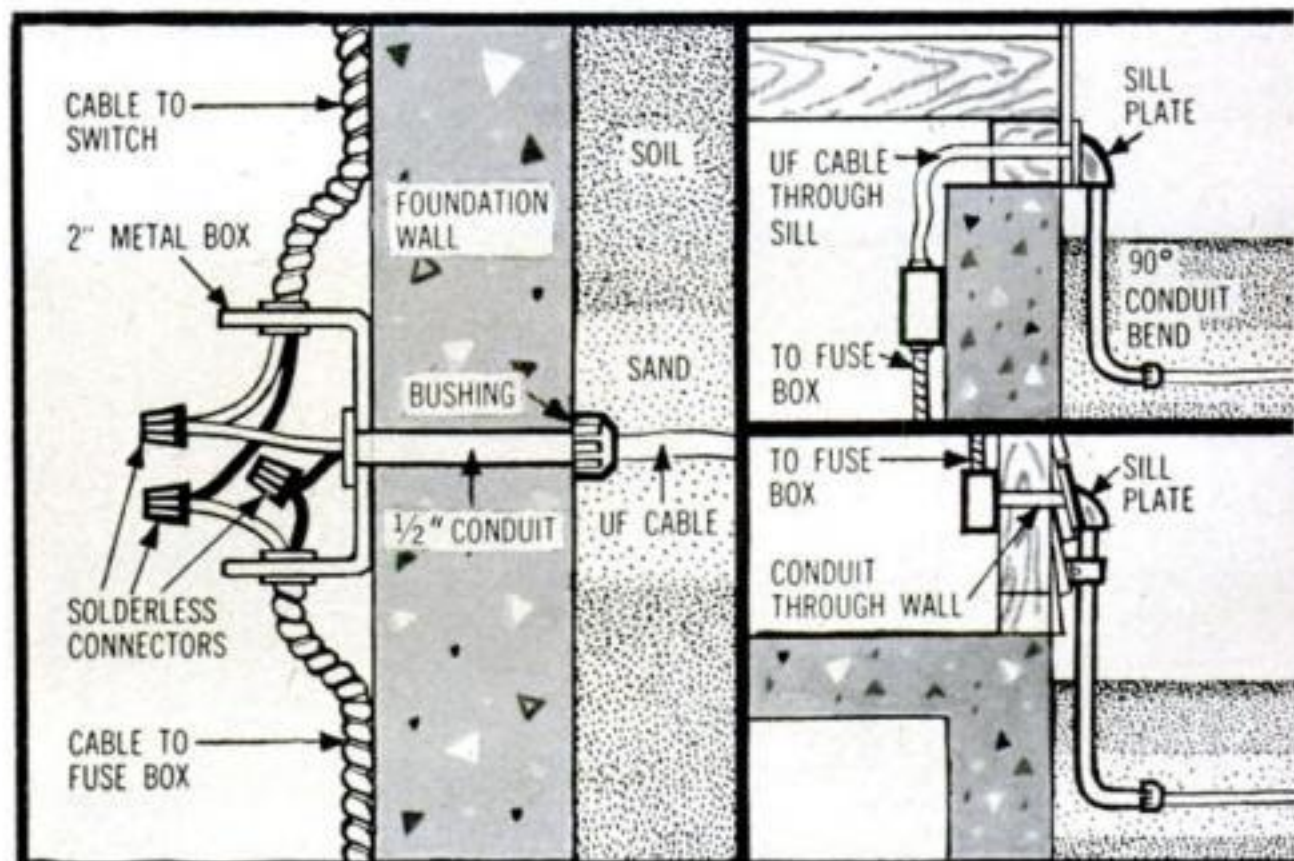 CABLE TO
SWITCH
2" METAL BOX
FOUNDATION
WALL
SOIL
SAND
BUSHING
½" CONDUIT
UF CABLE
SOLDERLESS
CONNECTORS
CABLE TO
FUSE BOX
SILL
PLATE
UF CABLE
THROUGH
SILL
90°
CONDUIT
BEND
TO FUSE
BOX
TO FUSE
BOX
SILL
PLATE
CONDUIT
THROUGH WALL